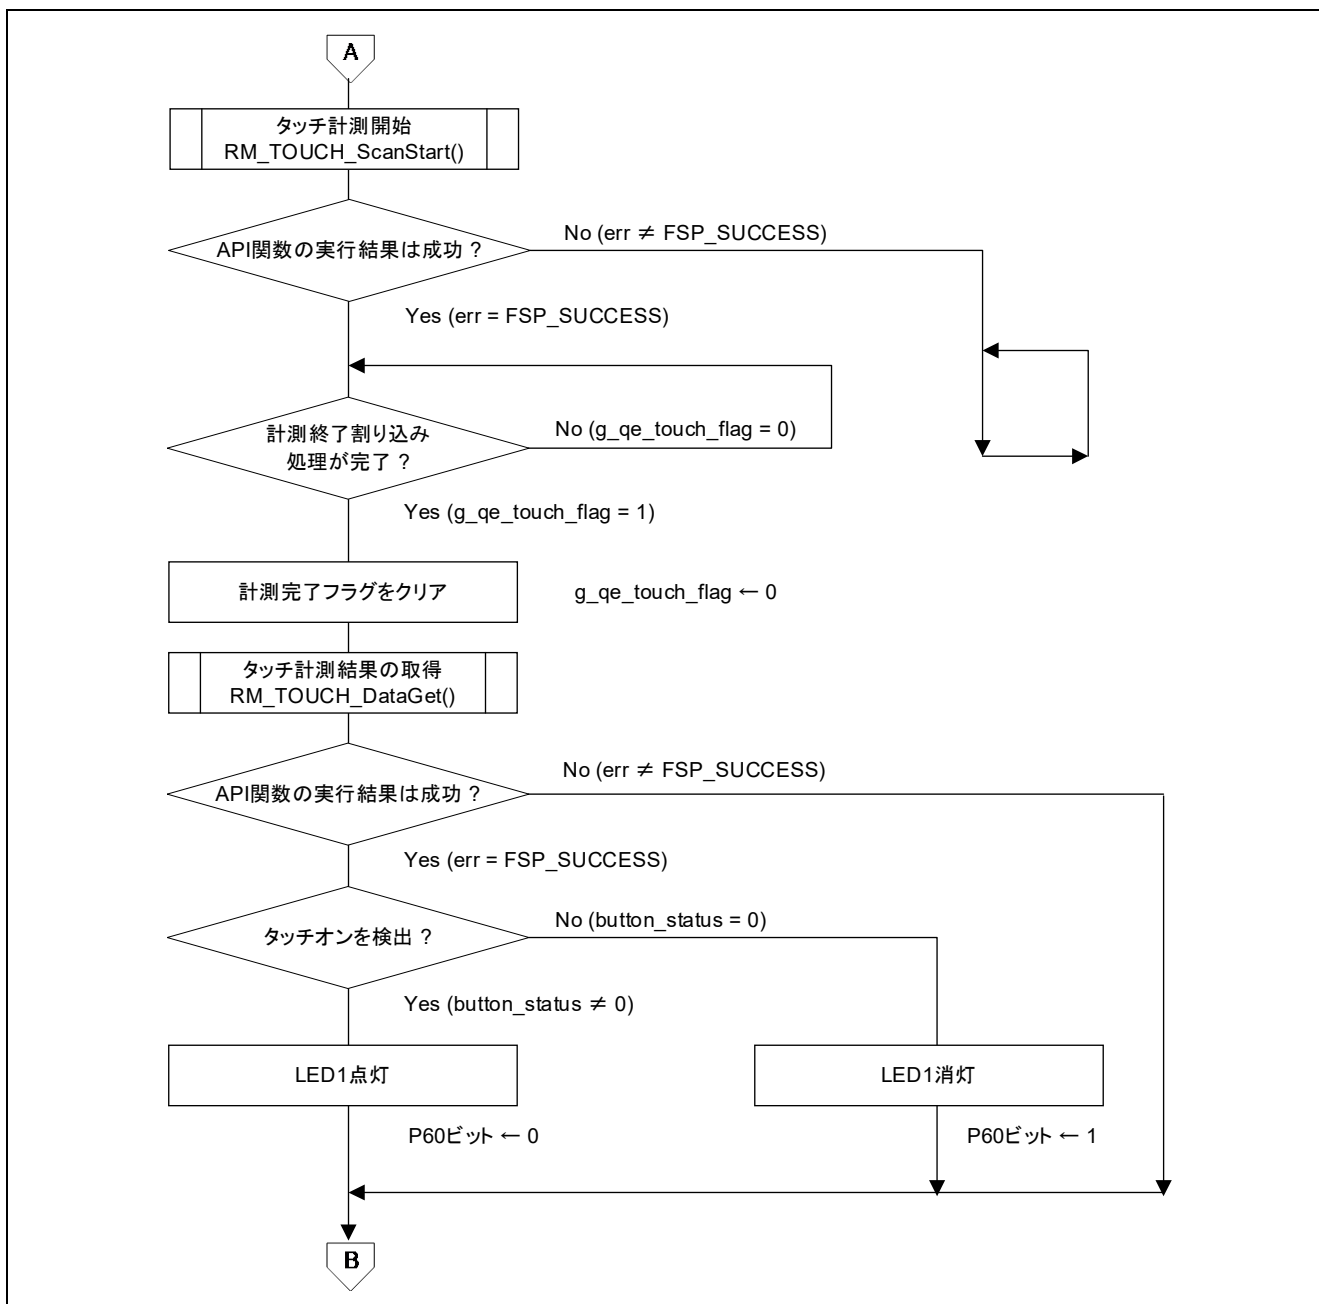 A
タッチ計測開始
RM_TOUCH_ScanStart()
API関数の実行結果は成功 ?
No (err ≠ FSP_SUCCESS)
Yes (err = FSP_SUCCESS)
計測終了割り込み
処理が完了 ?
No (g_qe_touch_flag = 0)
Yes (g_qe_touch_flag = 1)
計測完了フラグをクリア
g_qe_touch_flag ← 0
タッチ計測結果の取得
RM_TOUCH_DataGet()
API関数の実行結果は成功 ?
No (err ≠ FSP_SUCCESS)
Yes (err = FSP_SUCCESS)
タッチオンを検出 ?
No (button_status = 0)
Yes (button_status ≠ 0)
LED1点灯
LED1消灯
P60ビット ← 0
P60ビット ← 1
B